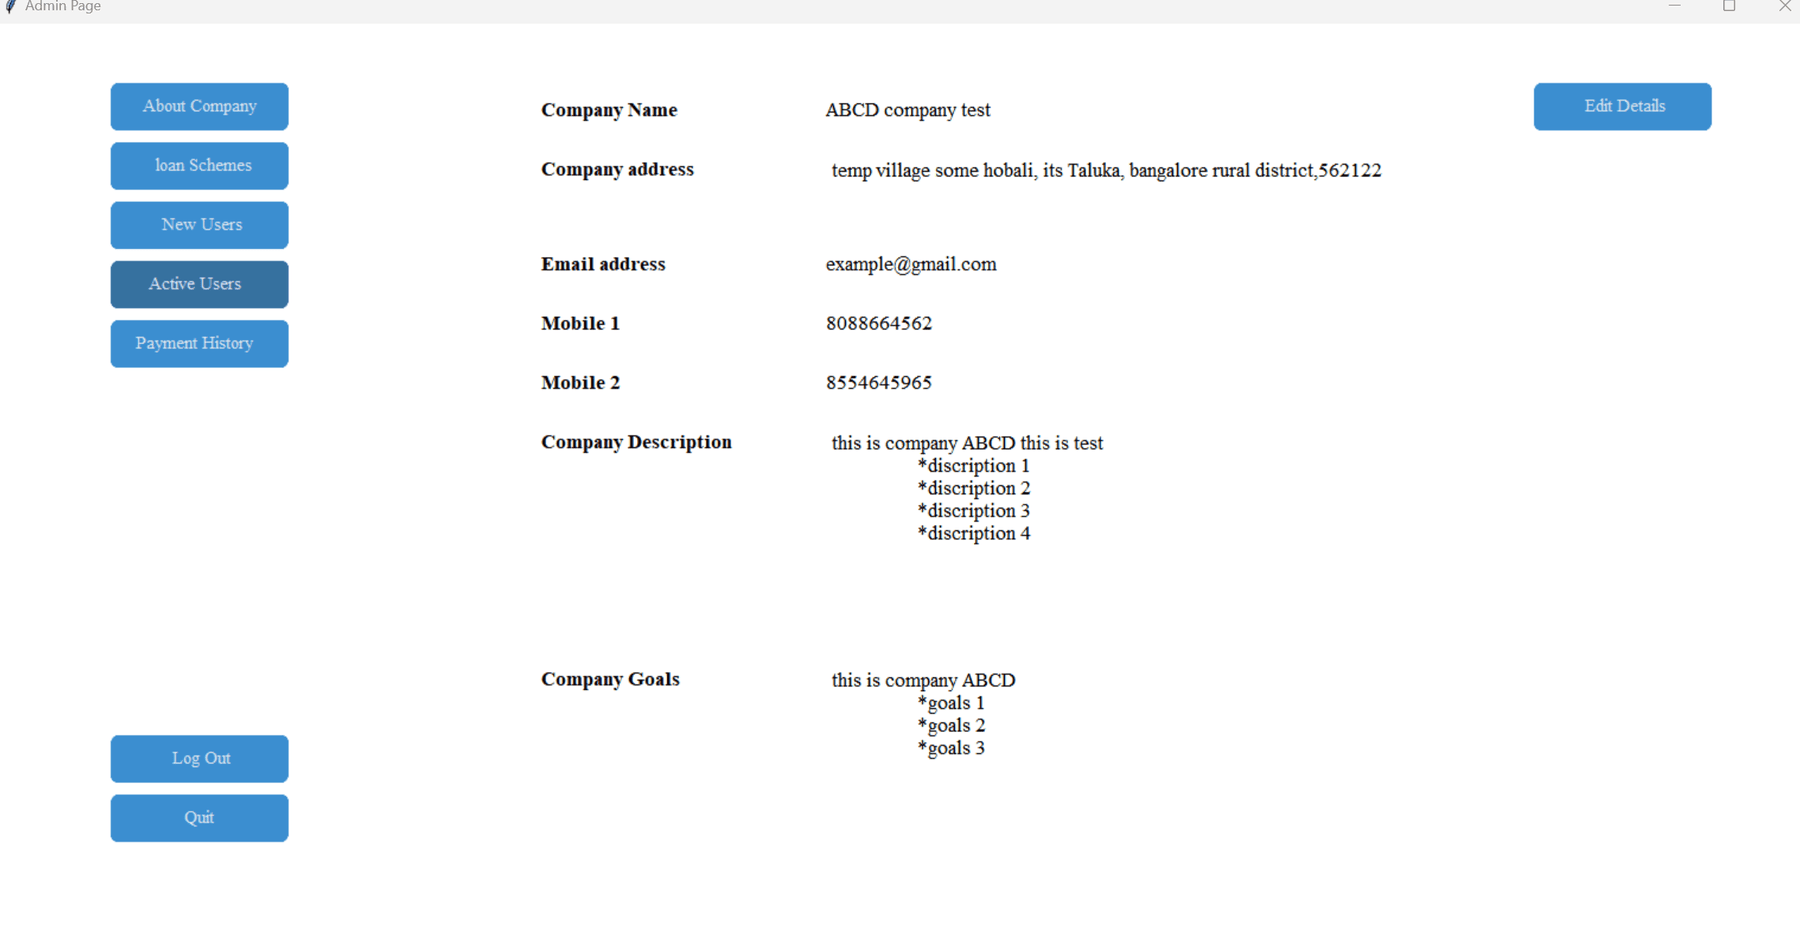 Admin Page
About Company
loan Schemes
New Users
Active Users
Payment History
Log Out
Quit
Company Name ABCD company test
Company address temp village some hobali, its Taluka, bangalore rural district,562122
Email address example@gmail.com
Mobile 1 8088664562
Mobile 2 8554645965
Company Description this is company ABCD this is test
*discription 1
*discription 2
*discription 3
*discription 4
Company Goals this is company ABCD
*goals 1
*goals 2
*goals 3
Edit Details